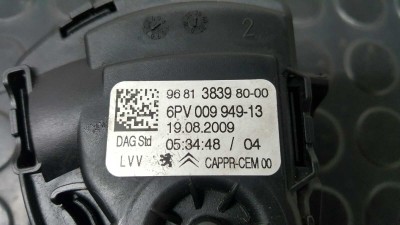 2
96 81 3839 80-00
6PV 009 949-13
19.08.2009
DAG Std 05:34:48 / 04
LVV CAPPR-CEM 00